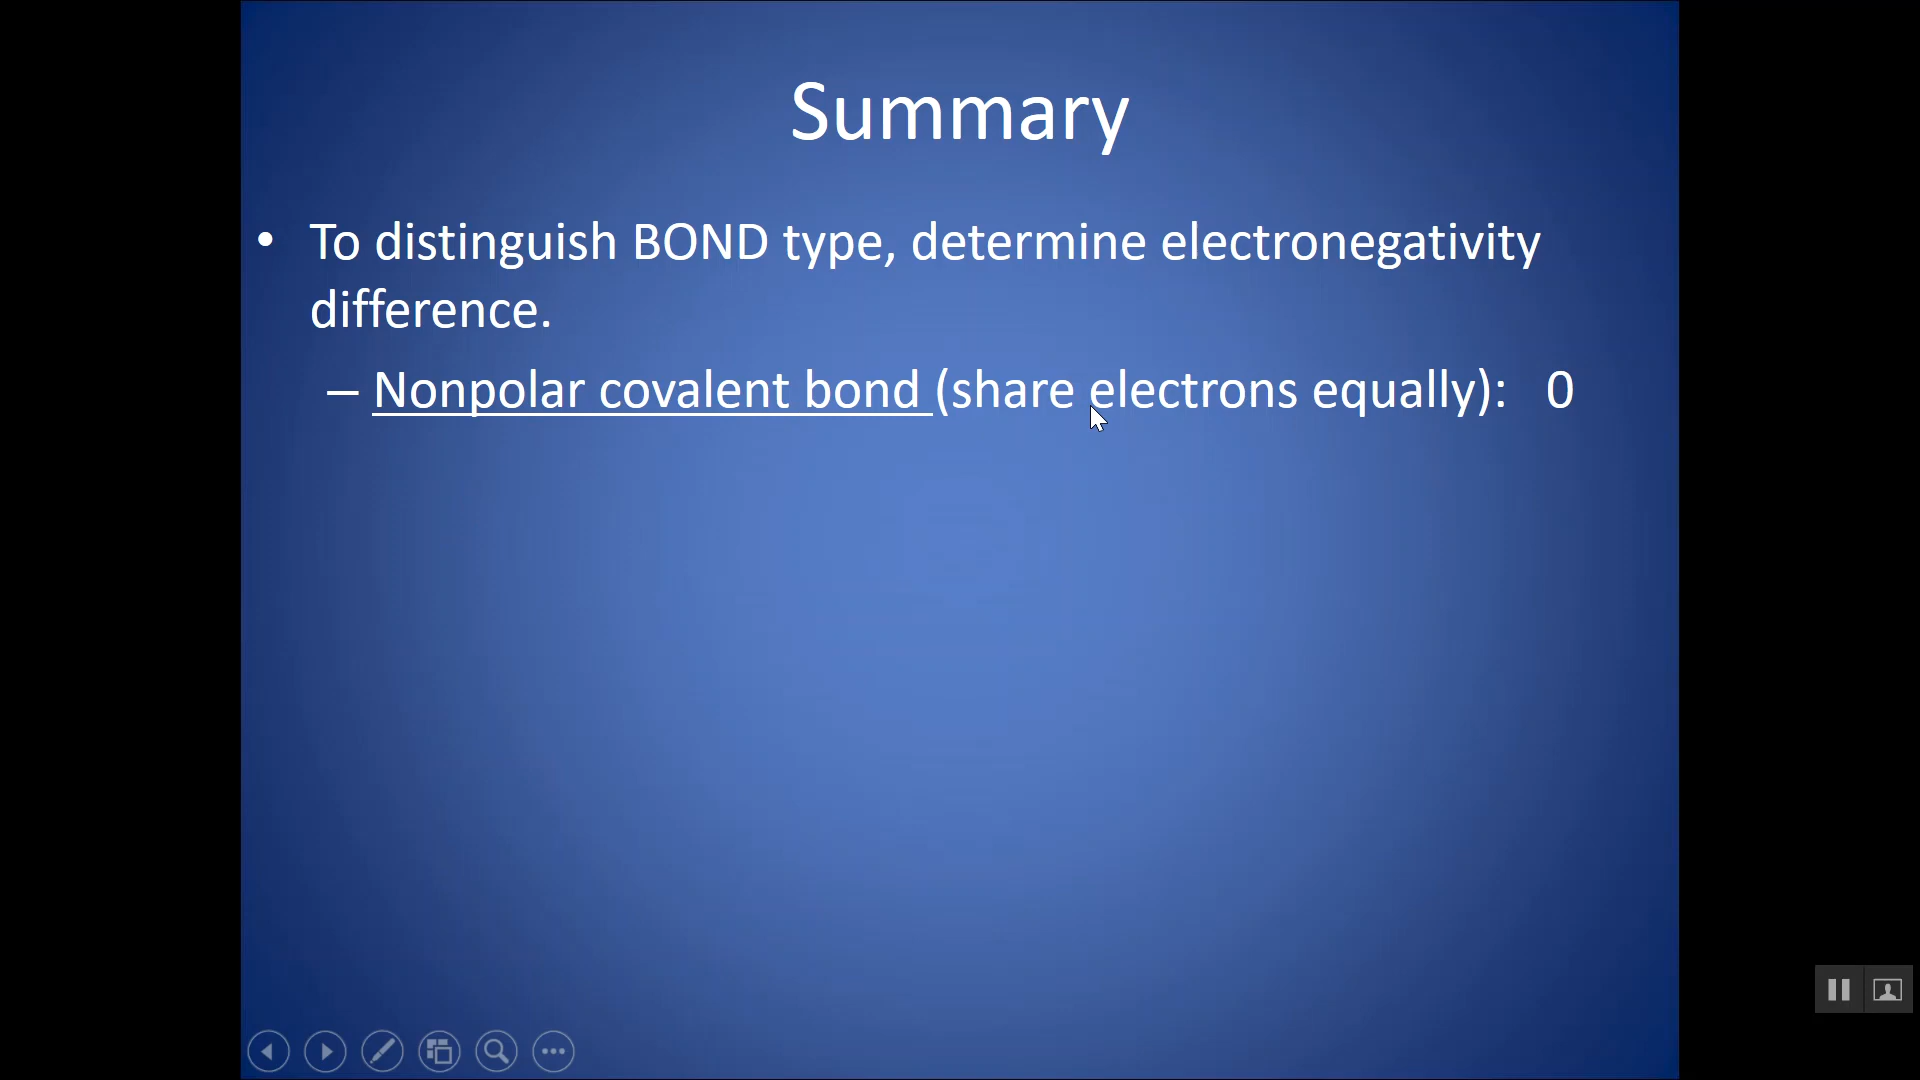 Summary
• To distinguish BOND type, determine electronegativity
difference.
– Nonpolar covalent bond (share electrons equally): 0